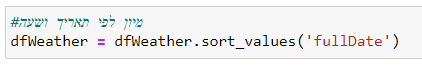 #מיון לפי תאריך ושעה
dfWeather = dfWeather.sort_values('fullDate')